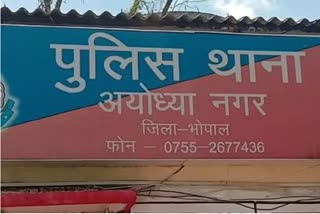 पुलिस थाना
अयोध्या नगर
जिला-भोपाल
फोन - 0755-2677436